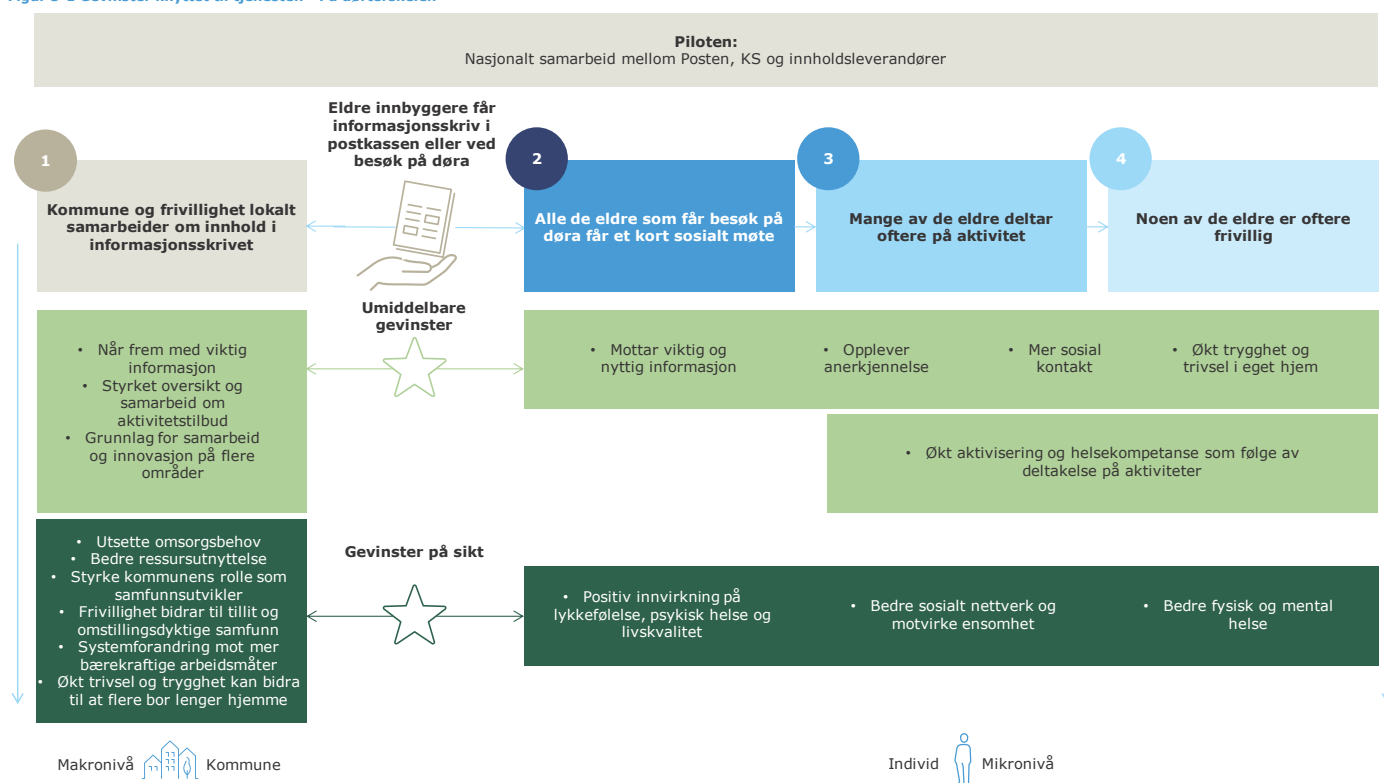 Piloten:
Nasjonalt samarbeid mellom Posten, KS og innholdsleverandører
Eldre innbyggere får
informasjonsskriv i
postkassen eller ved
besøk på døra
1
Kommune og frivillighet lokalt
samarbeider om innhold i
informasjonsskrivet
2
Alle de eldre som får besøk på
døra får et kort sosialt møte
3
Mange av de eldre deltar
oftere på aktivitet
4
Noen av de eldre er oftere
frivillig
Umiddelbare
gevinster
• Når frem med viktig
informasjon
• Styrket oversikt og
samarbeid om
aktivitetstilbud
• Grunnlag for samarbeid
og innovasjon på flere
områder
• Mottar viktig og
nyttig informasjon
• Opplever
anerkjennelse
• Mer sosial
kontakt
• Økt trygghet og
trivsel i eget hjem
• Økt aktivisering og helsekompetanse som følge av
deltakelse på aktiviteter
Gevinster på sikt
• Utsette omsorgsbehov
• Bedre ressursutnyttelse
• Styrke kommunens rolle som
samfunnsutvikler
• Frivillighet bidrar til tillit og
omstillingsdyktige samfunn
• Systemforandring mot mer
bærekraftige arbeidsmåter
• Økt trivsel og trygghet kan bidra
til at flere bor lenger hjemme
• Positiv innvirkning på
lykkefølelse, psykisk helse og
livskvalitet
• Bedre sosialt nettverk og
motvirke ensomhet
• Bedre fysisk og mental
helse
Makronivå Kommune
Individ Mikronivå